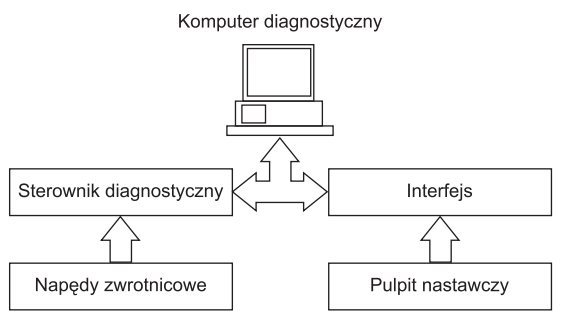 Komputer diagnostyczny
Sterownik diagnostyczny
Interfejs
Napędy zwrotnicowe
Pulpit nastawczy